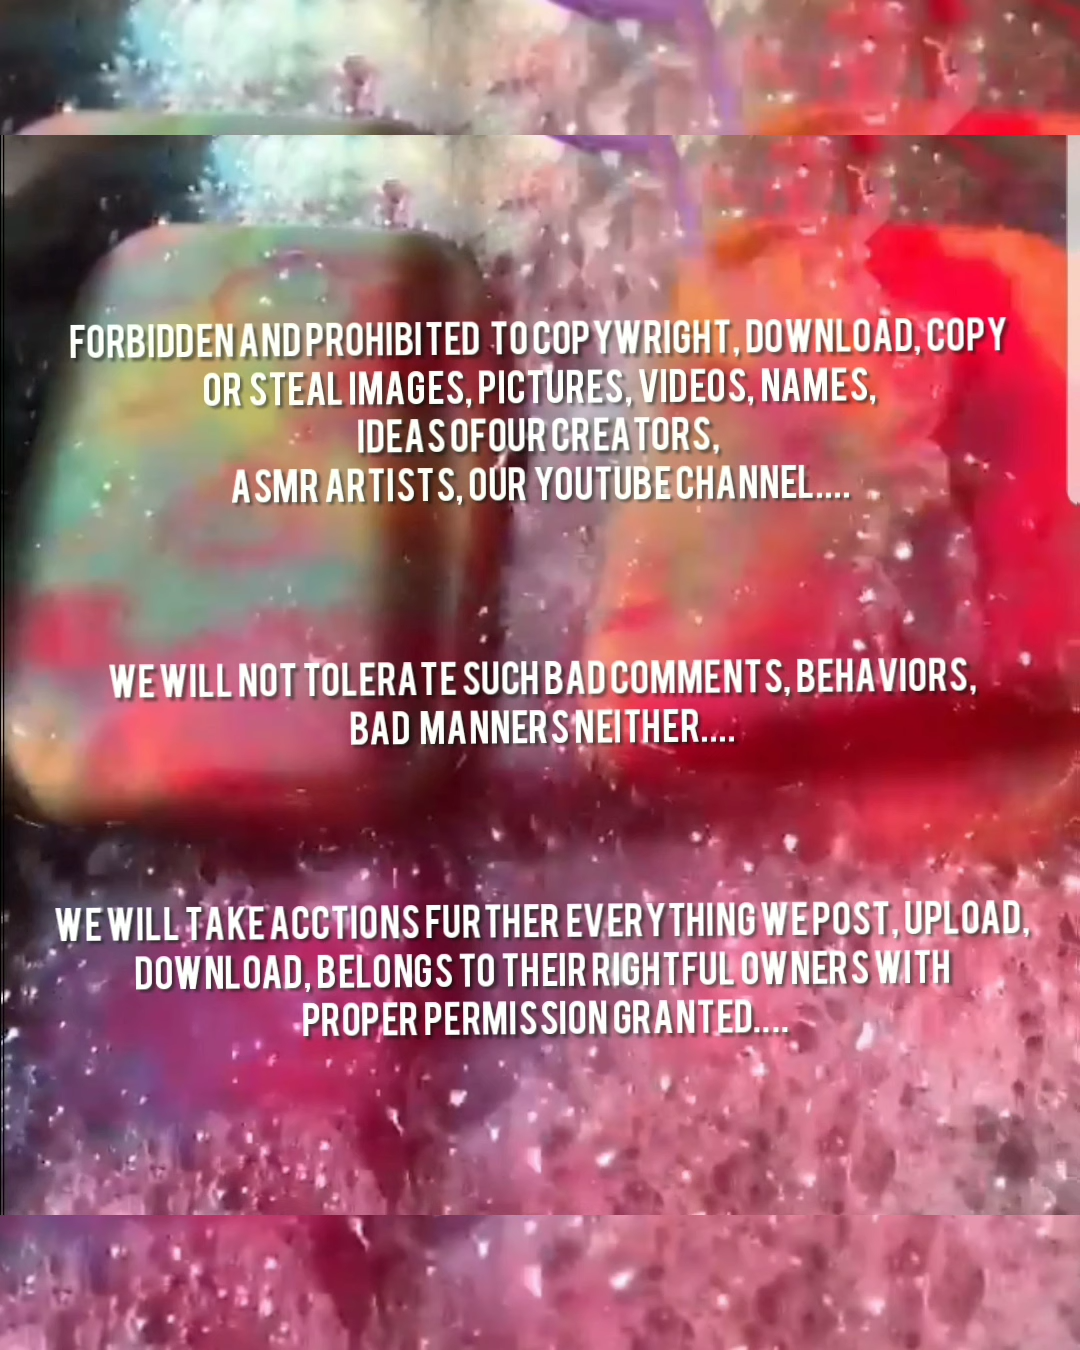 FORBIDDEN AND PROHIBITED TO COPYWRIGHT, DOWNLOAD, COPY
OR STEAL IMAGES, PICTURES, VIDEOS, NAMES,
IDEAS OF OUR CREATORS,
ASMR ARTISTS, OUR YOUTUBE CHANNEL....
WE WILL NOT TOLERATE SUCH BAD COMMENTS, BEHAVIORS,
BAD MANNERS NEITHER....
WE WILL TAKE ACCTIONS FURTHER EVERYTHING WE POST, UPLOAD,
DOWNLOAD, BELONGS TO THEIR RIGHTFUL OWNERS WITH
PROPER PERMISSION GRANTED....